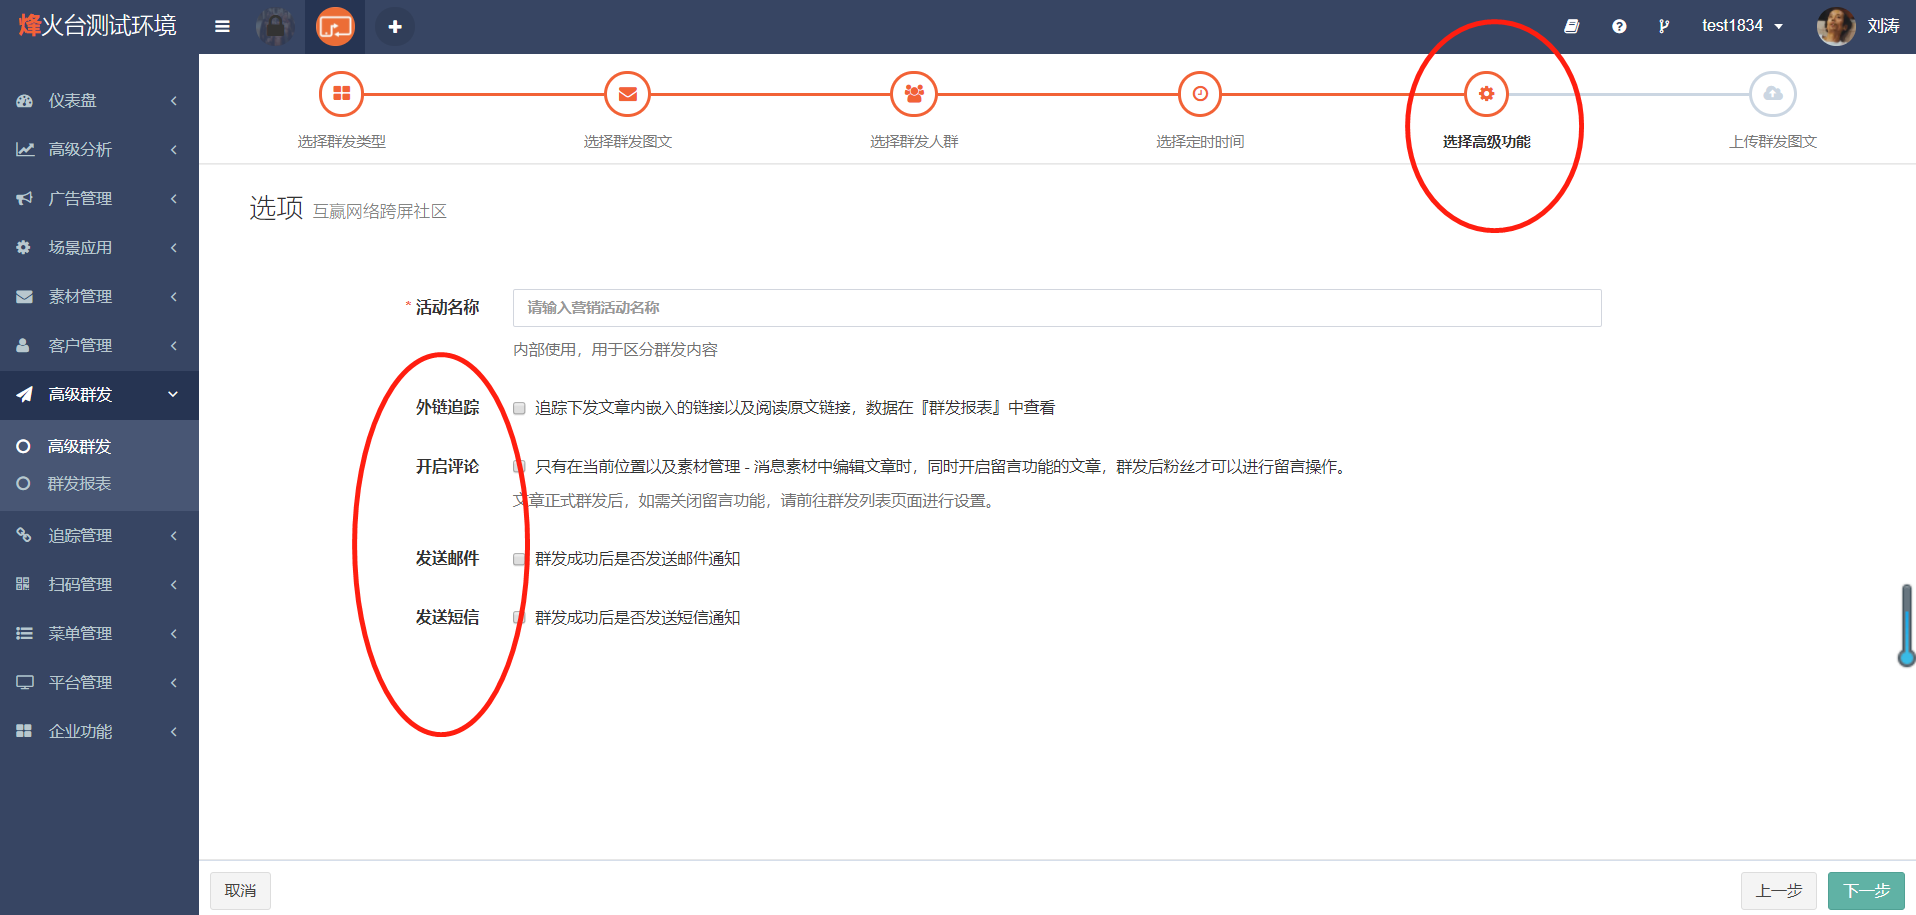 烽火台测试环境
test1834
刘涛
仪表盘
高级分析
广告管理
场景应用
素材管理
客户管理
高级群发
高级群发
群发报表
追踪管理
扫码管理
菜单管理
平台管理
企业功能
选择群发类型
选择群发图文
选择群发人群
选择定时时间
选择高级功能
上传群发图文
选项 互赢网络跨屏社区
* 活动名称 请输入营销活动名称
内部使用，用于区分群发内容
外链追踪 追踪下发文章内嵌入的链接以及阅读原文链接，数据在『群发报表』中查看
开启评论 只有在当前位置以及素材管理 - 消息素材中编辑文章时，同时开启留言功能的文章，群发后粉丝才可以进行留言操作。
文章正式群发后，如需关闭留言功能，请前往群发列表页面进行设置。
发送邮件 群发成功后是否发送邮件通知
发送短信 群发成功后是否发送短信通知
取消
上一步
下一步